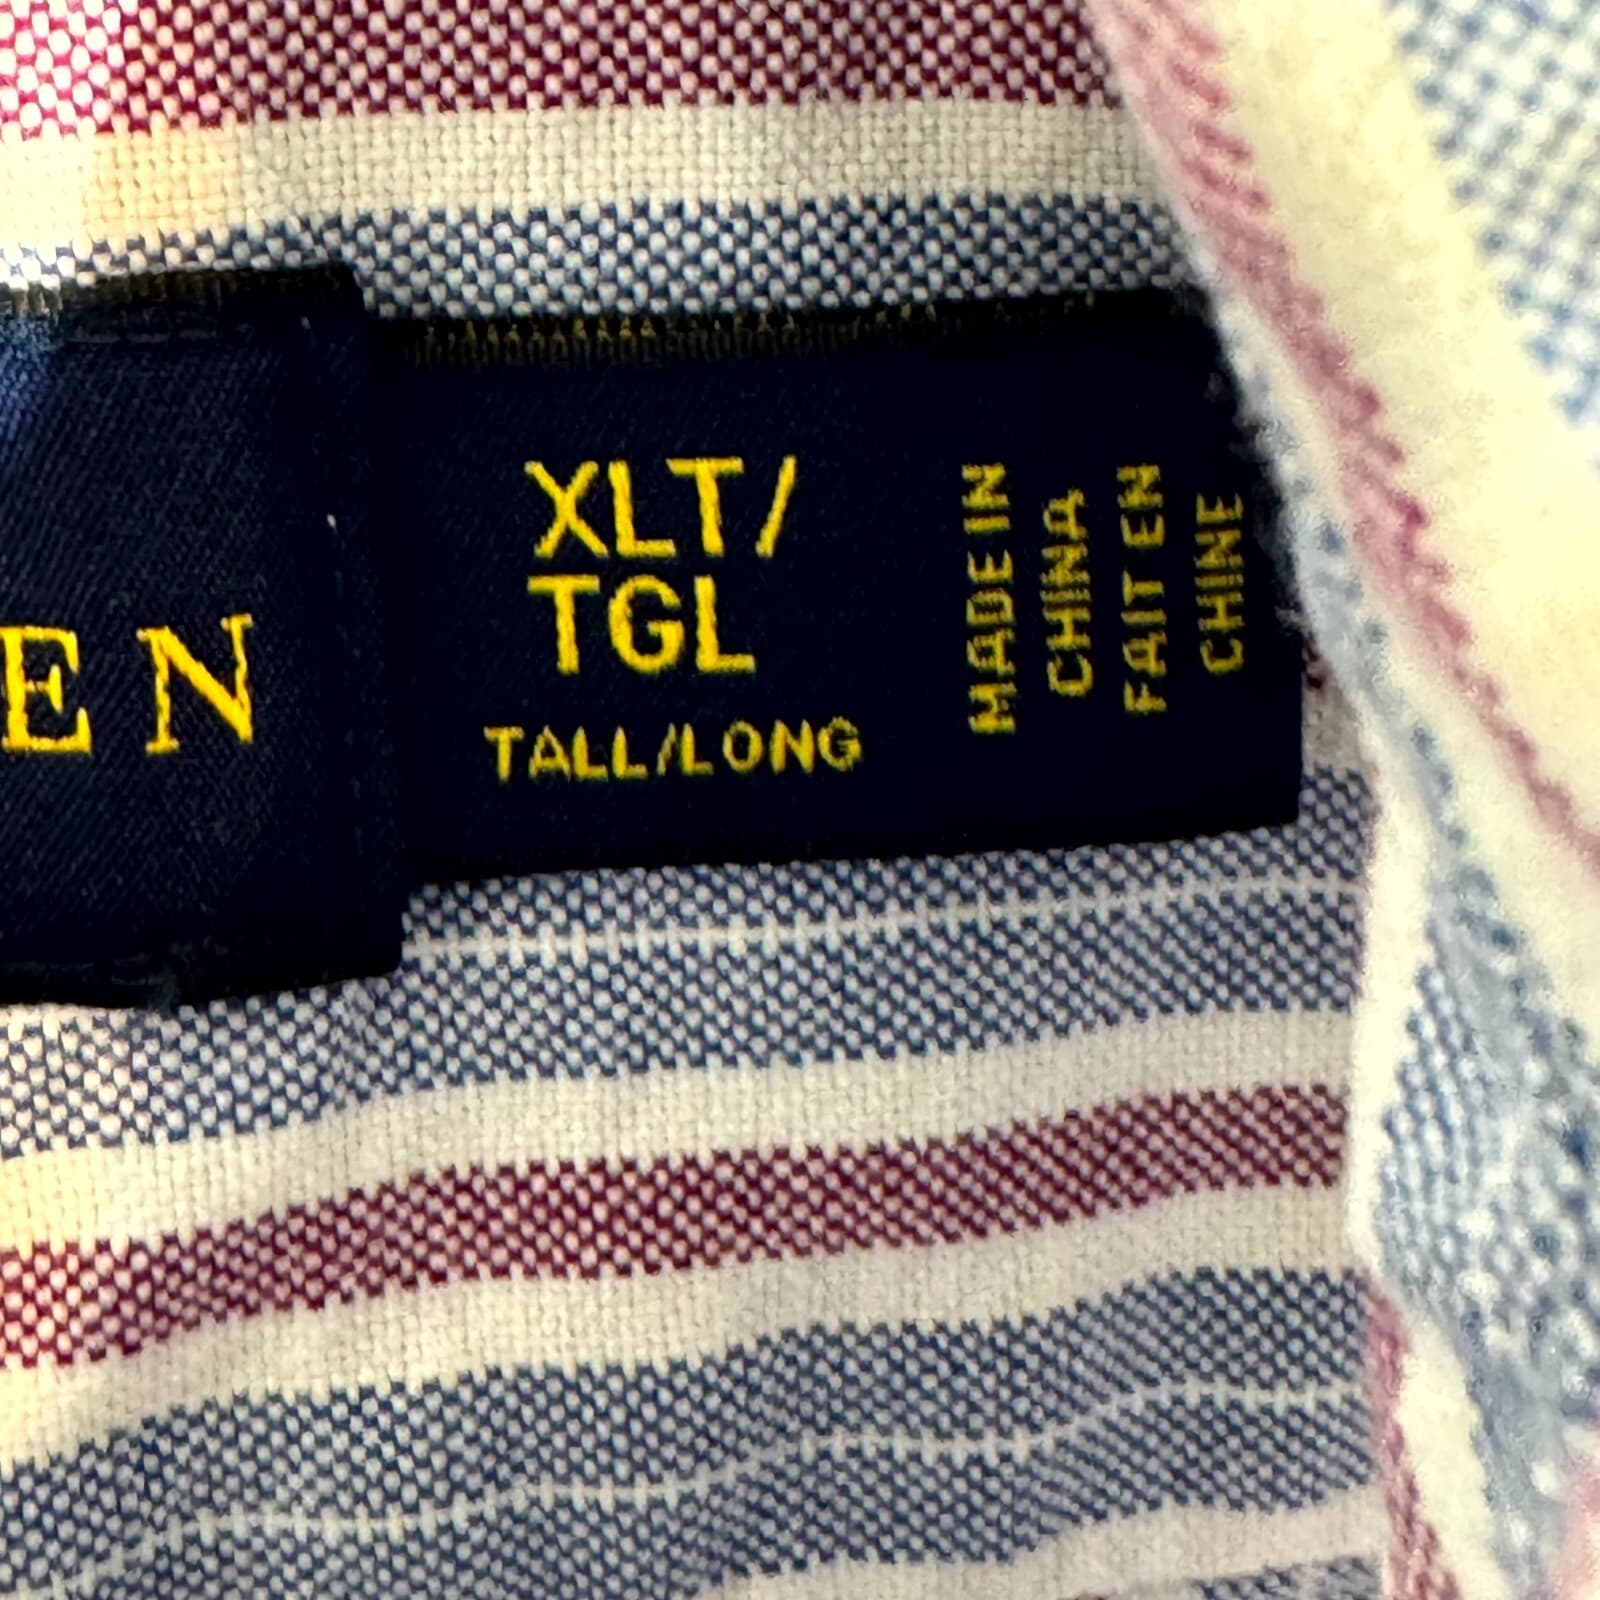 EN
XLT/
TGL
TALL/LONG
MADE IN
CHINA
FAIT EN
CHINE